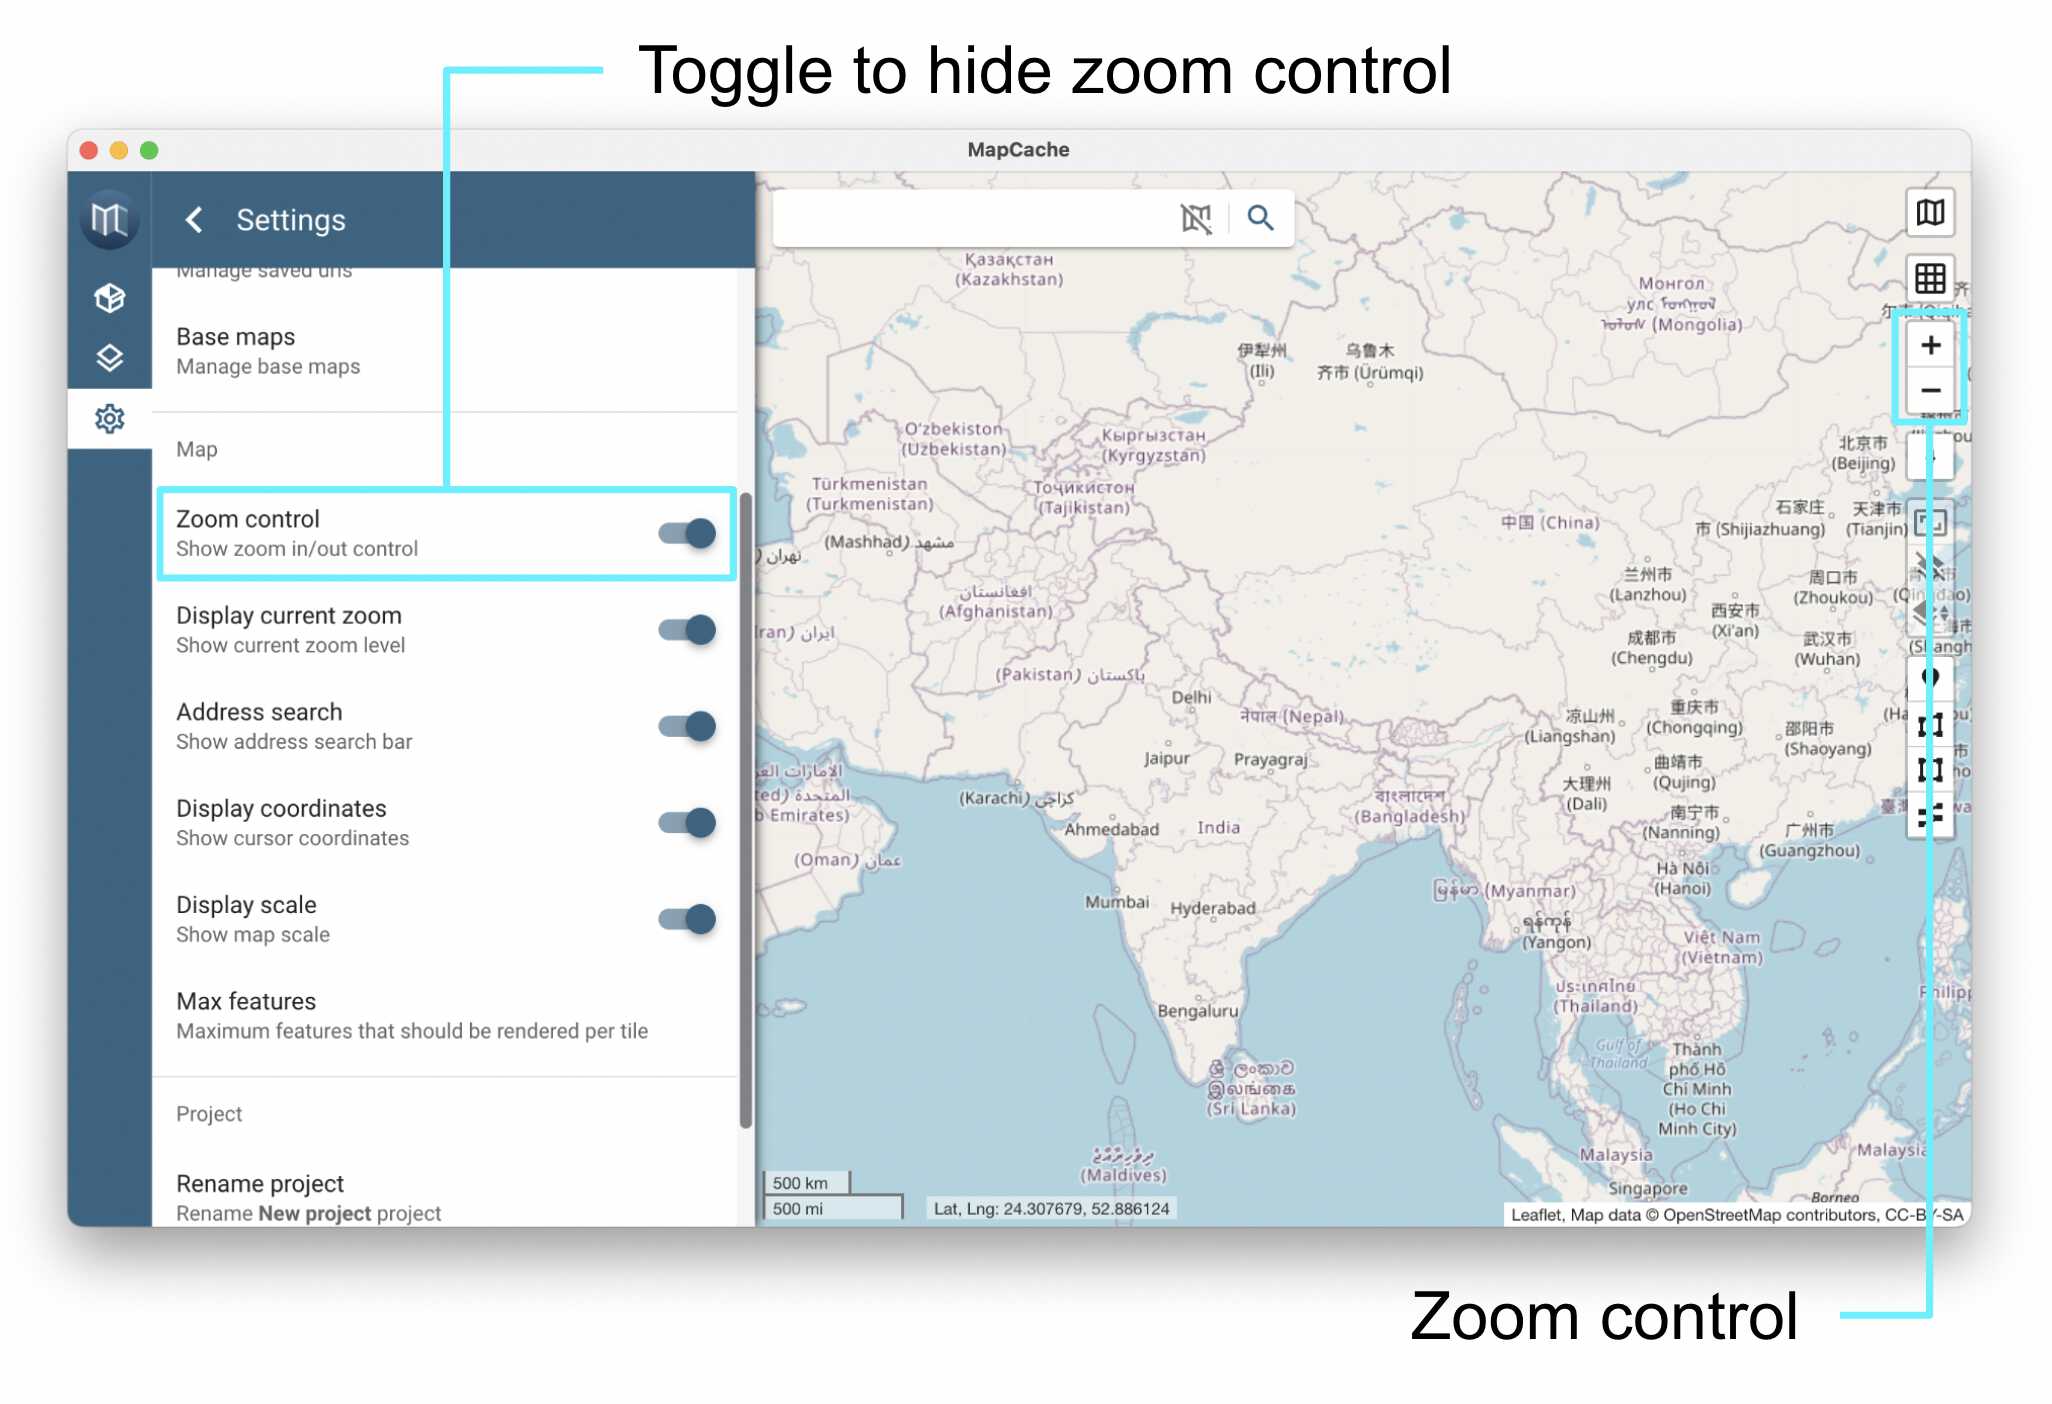 Toggle to hide zoom control
MapCache
Settings
Manage saved urls
Base maps
Manage base maps
Map
Zoom control
Show zoom in/out control
Display current zoom
Show current zoom level
Address search
Show address search bar
Display coordinates
Show cursor coordinates
Display scale
Show map scale
Max features
Maximum features that should be rendered per tile
Project
Rename project
Rename New project project
Қазақстан
(Kazakhstan)
Монгол
улс
(Mongolia)
伊犁州
(Ili)
乌鲁木
齐市 (Ürümqi)
Oʻzbekiston
(Uzbekistan)
Кыргызстан
(Kyrgyzstan)
北京市
(Beijing)
Türkmenistan
(Turkmenistan)
Тоҷикистон
(Tajikistan)
中国 (China)
石家庄
市 (Shijiazhuang)
天津市
(Tianjin)
(Mashhad) مشهد
تهران
افغانستان
(Afghanistan)
兰州市
(Lanzhou)
周口市
(Zhoukou)
西安市
(Xi'an)
Iran) ایران
成都市
(Chengdu)
武汉市
(Wuhan)
(Pakistan) پاکستان
Delhi
नेपाल (Nepal)
凉山州
(Liangshan)
重庆市
(Chongqing)
邵阳市
(Shaoyang)
Jaipur
Prayagraj
曲靖市
(Qujing)
الامارات
المتحدة
Emirates)
(Karachi) کراچی
বাংলাদেশ
(Bangladesh)
大理州
(Dali)
Ahmedabad
India
南宁市
(Nanning)
广州市
(Guangzhou)
(Oman) عمان
Hà Nội
(Hanoi)
Mumbai
Hyderabad
မြန်မာ (Myanmar)
ရန်ကုန်
(Yangon)
Việt Nam
(Vietnam)
ประเทศไทย
(Thailand)
Bengaluru
Gulf of
Thailand
Thành
phố Hồ
Chí Minh
(Ho Chi
Minh City)
ශ්‍රී ලංකාව
இலங்கை
(Sri Lanka)
ދިވެހިރާއްޖެ
(Maldives)
Malaysia
Malaysia
Singapore
Borneo
500 km
500 mi
Lat, Lng: 24.307679, 52.886124
Leaflet, Map data © OpenStreetMap contributors, CC-BY-SA
Zoom control